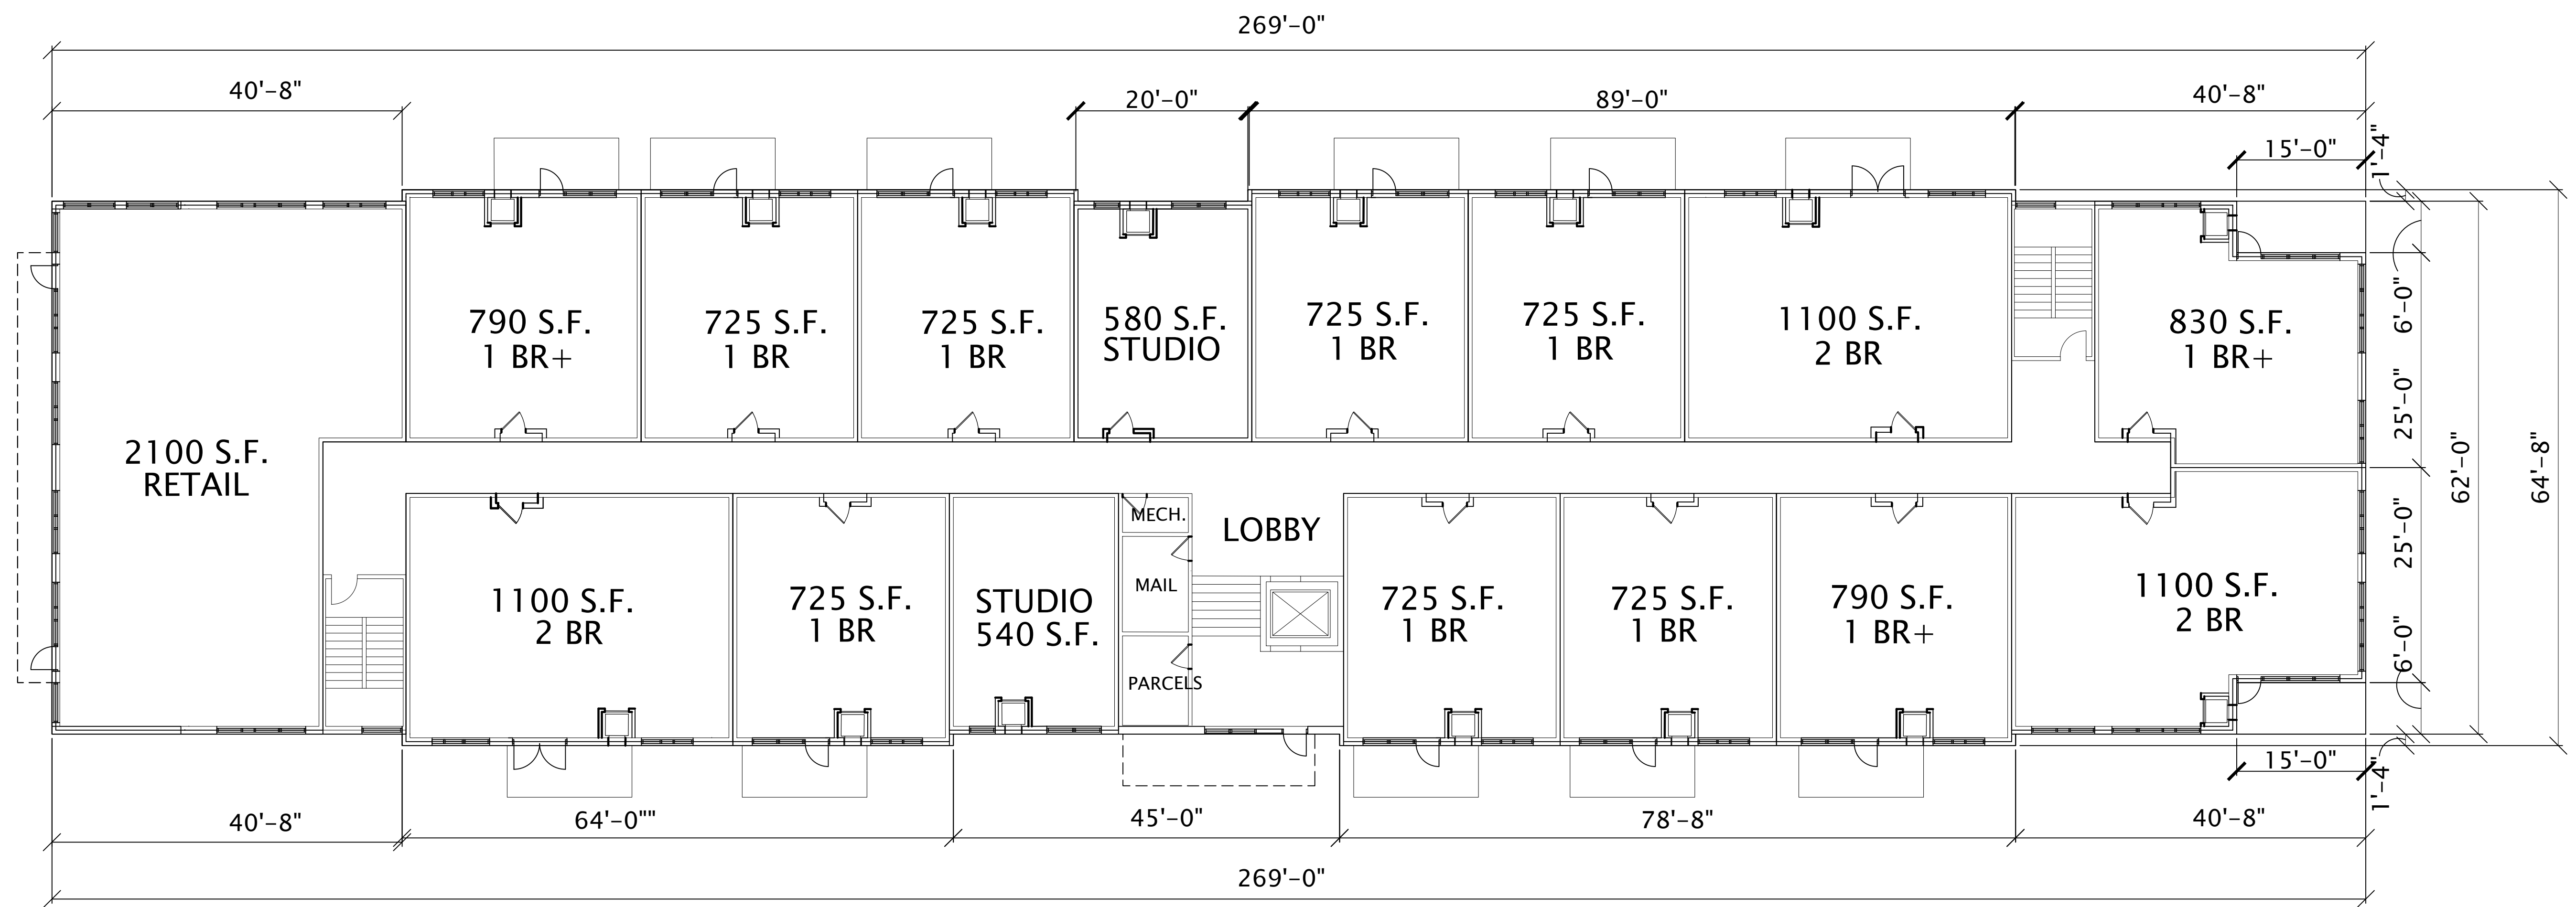 269'-0"
40'-8"
20'-0"
89'-0"
40'-8"
15'-0"
1'-4"
790 S.F.
1 BR+
725 S.F.
1 BR
725 S.F.
1 BR
580 S.F.
STUDIO
725 S.F.
1 BR
725 S.F.
1 BR
1100 S.F.
2 BR
830 S.F.
1 BR+
6'-0"
25'-0"
62'-0"
64'-8"
25'-0"
6'-0"
2100 S.F.
RETAIL
MECH.
LOBBY
MAIL
PARCELS
1100 S.F.
2 BR
725 S.F.
1 BR
STUDIO
540 S.F.
725 S.F.
1 BR
725 S.F.
1 BR
790 S.F.
1 BR+
1100 S.F.
2 BR
15'-0"
1'-4"
40'-8"
64'-0""
45'-0"
78'-8"
40'-8"
269'-0"